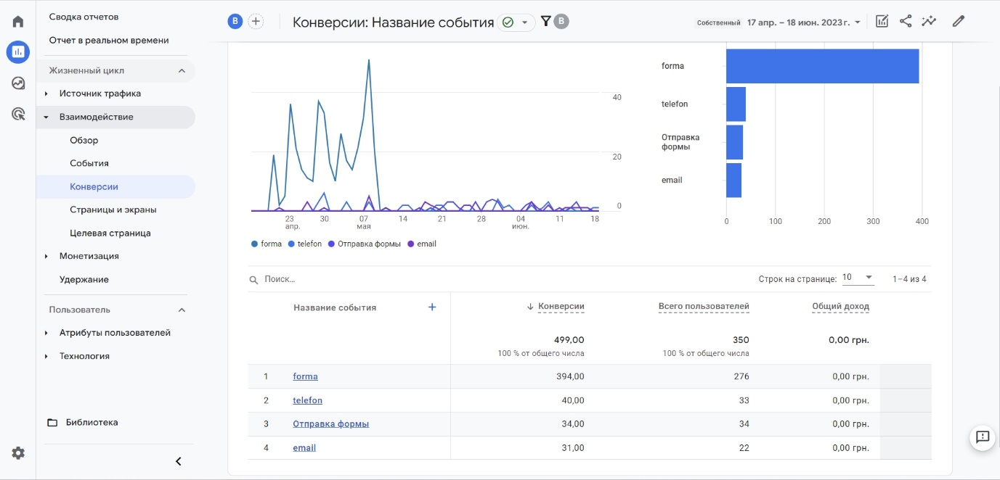 Сводка отчетов
Отчет в реальном времени
Жизненный цикл
Источник трафика
Взаимодействие
Обзор
События
Конверсии
Страницы и экраны
Целевая страница
Монетизация
Удержание
Пользователь
Атрибуты пользователей
Технология
Библиотека
B
Конверсии: Название события
B
Собственный 17 апр. – 18 июн. 2023 г.
40
20
0
23 30 07 14 21 28 04 11 18
апр. мая июн.
forma telefon Отправка формы email
forma
telefon
Отправка
формы
email
0 100 200 300 400
Поиск...
Строк на странице: 10 1–4 из 4
Название события + ↓ Конверсии Всего пользователей Общий доход
499,00 350 0,00 грн.
100 % от общего числа 100 % от общего числа
1 forma 394,00 276 0,00 грн.
2 telefon 40,00 33 0,00 грн.
3 Отправка формы 34,00 34 0,00 грн.
4 email 31,00 22 0,00 грн.